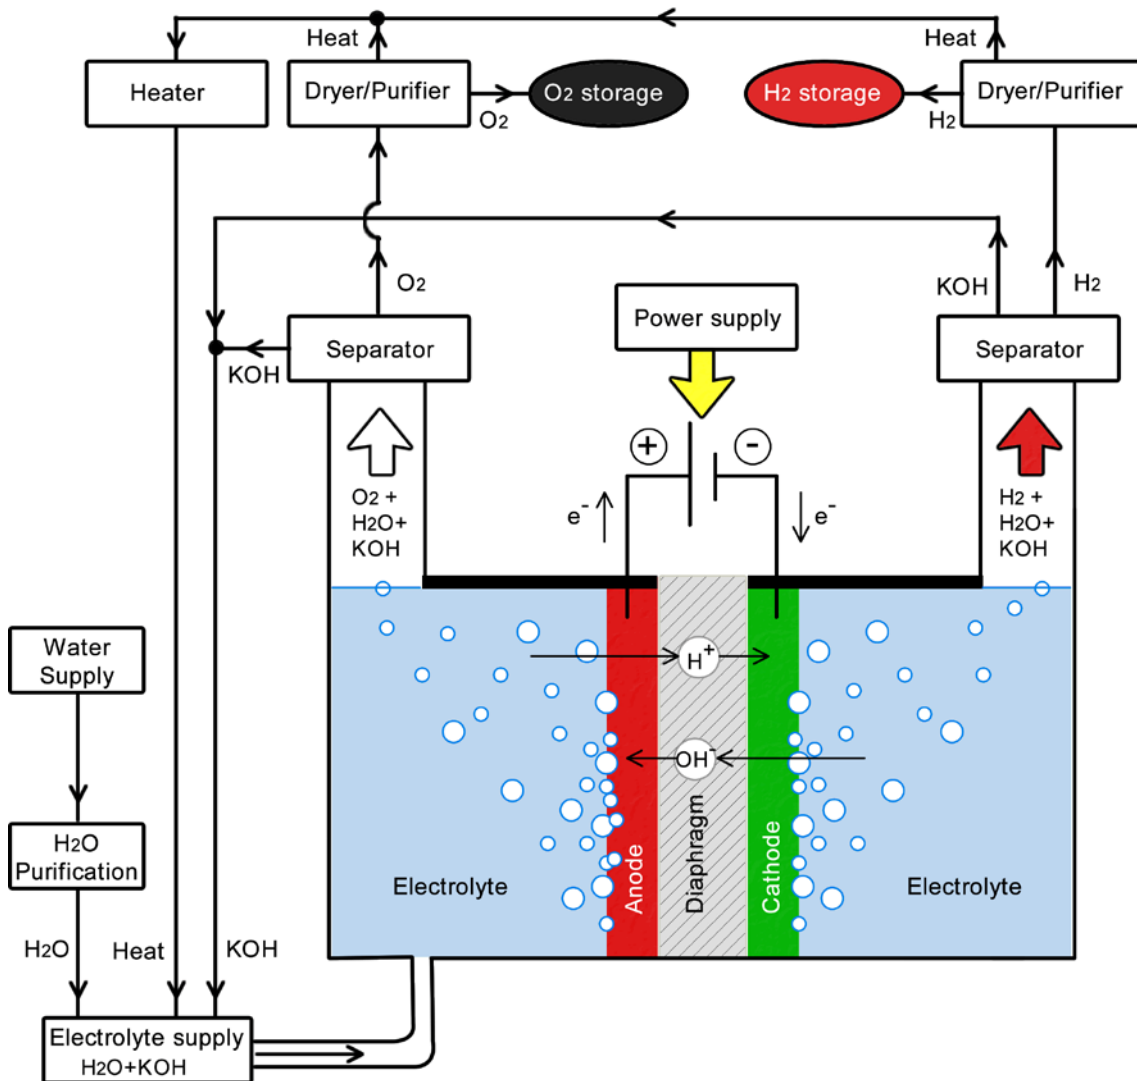 Heat
Heat
Heater
Dryer/Purifier
O2 storage
H2 storage
Dryer/Purifier
O2
H2
O2
KOH
H2
Power supply
Separator
Separator
KOH
+
-
O2 +
H2O+
KOH
e-
e-
H2 +
H2O+
KOH
Water
Supply
H+
OH-
H2O
Purification
Electrolyte
Anode
Diaphragm
Cathode
Electrolyte
H2O
Heat
KOH
Electrolyte supply
H2O+KOH